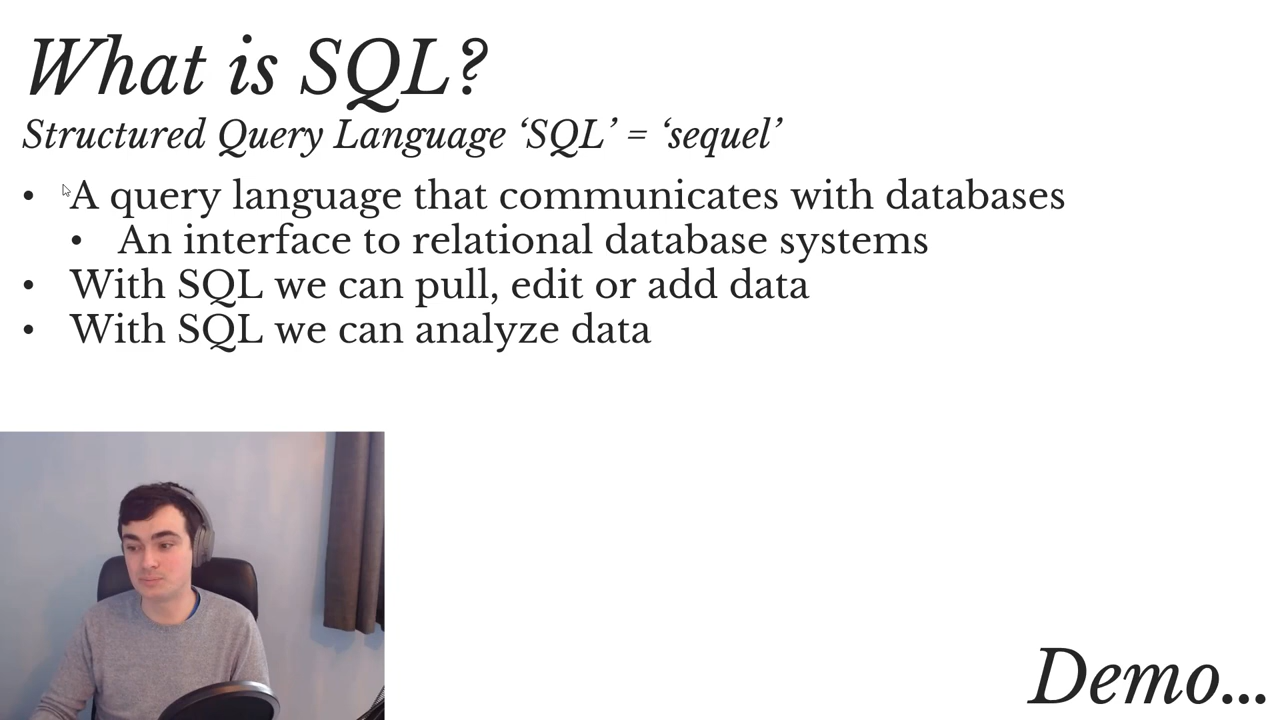 What is SQL?
Structured Query Language ‘SQL’ = ‘sequel’
• A query language that communicates with databases
• An interface to relational database systems
• With SQL we can pull, edit or add data
• With SQL we can analyze data
Demo...